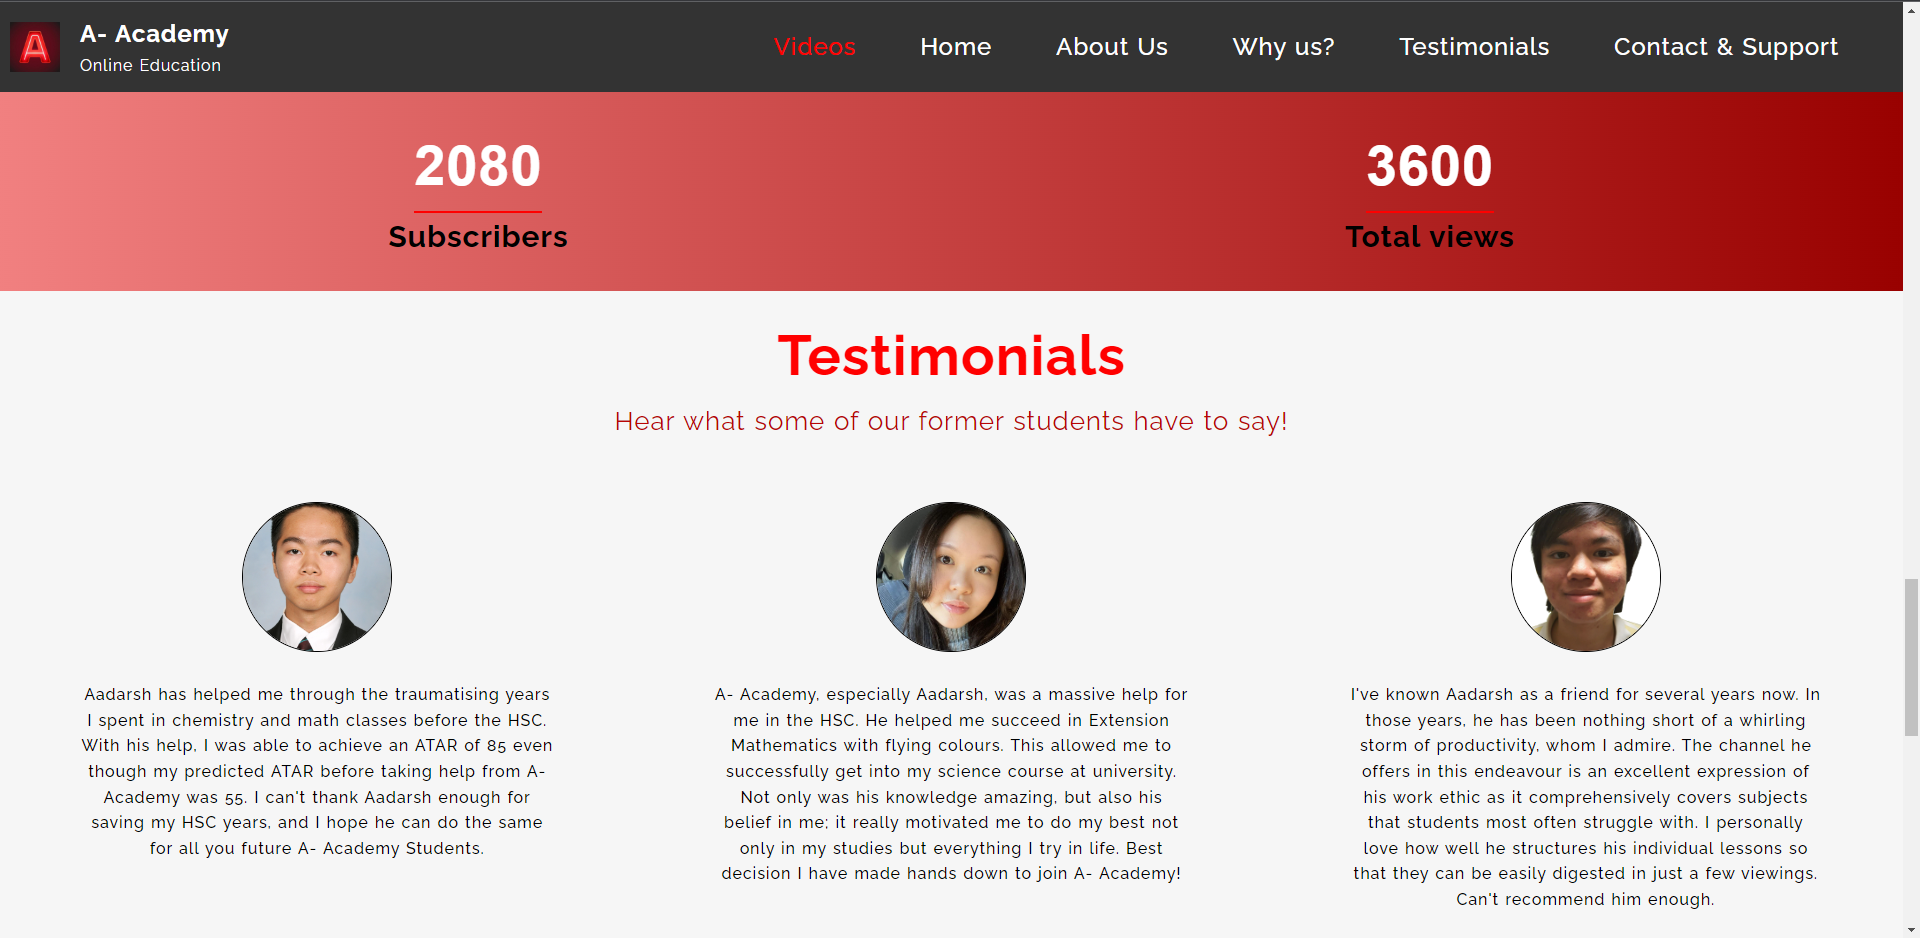 A
A- Academy
Online Education
Videos Home About Us Why us? Testimonials Contact & Support
2080 3600
Subscribers Total views
Testimonials
Hear what some of our former students have to say!
Aadarsh has helped me through the traumatising years
I spent in chemistry and math classes before the HSC.
With his help, I was able to achieve an ATAR of 85 even
though my predicted ATAR before taking help from A-
Academy was 55. I can't thank Aadarsh enough for
saving my HSC years, and I hope he can do the same
for all you future A- Academy Students.
A- Academy, especially Aadarsh, was a massive help for
me in the HSC. He helped me succeed in Extension
Mathematics with flying colours. This allowed me to
successfully get into my science course at university.
Not only was his knowledge amazing, but also his
belief in me; it really motivated me to do my best not
only in my studies but everything I try in life. Best
decision I have made hands down to join A- Academy!
I've known Aadarsh as a friend for several years now. In
those years, he has been nothing short of a whirling
storm of productivity, whom I admire. The channel he
offers in this endeavour is an excellent expression of
his work ethic as it comprehensively covers subjects
that students most often struggle with. I personally
love how well he structures his individual lessons so
that they can be easily digested in just a few viewings.
Can't recommend him enough.